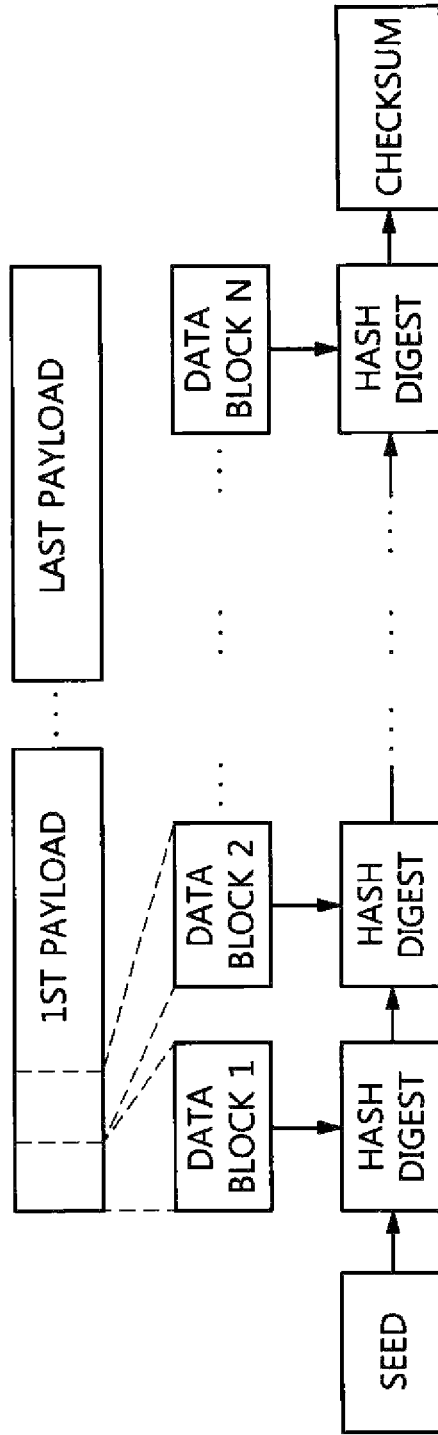 1ST PAYLOAD
LAST PAYLOAD
DATA
BLOCK 1
DATA
BLOCK 2
DATA
BLOCK N
SEED
HASH
DIGEST
HASH
DIGEST
HASH
DIGEST
CHECKSUM